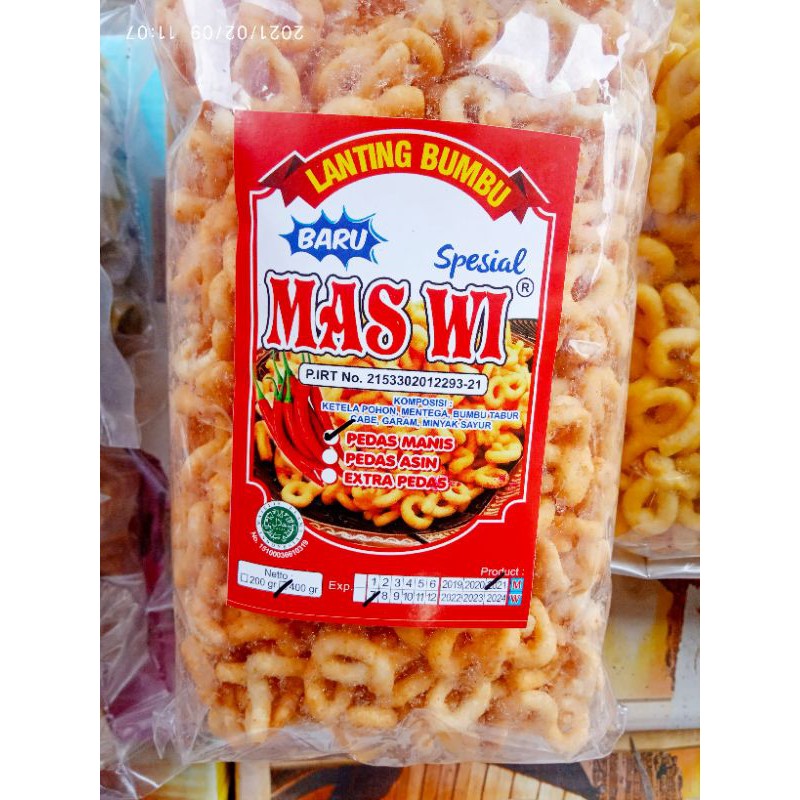 2021/02/09 11:07
LANTING BUMBU
BARU
Spesial
MAS WI®
P.IRT No. 2153302012293-21
KOMPOSISI :
KETELA POHON, MENTEGA, BUMBU TABUR
CABE, GARAM, MINYAK SAYUR
PEDAS MANIS
PEDAS ASIN
EXTRA PEDAS
Netto
200 gr 400 gr
Product :
Exp. 1 2 3 4 5 6 2019 2020 2021 M
7 8 9 10 11 12 2022 2023 2024 W